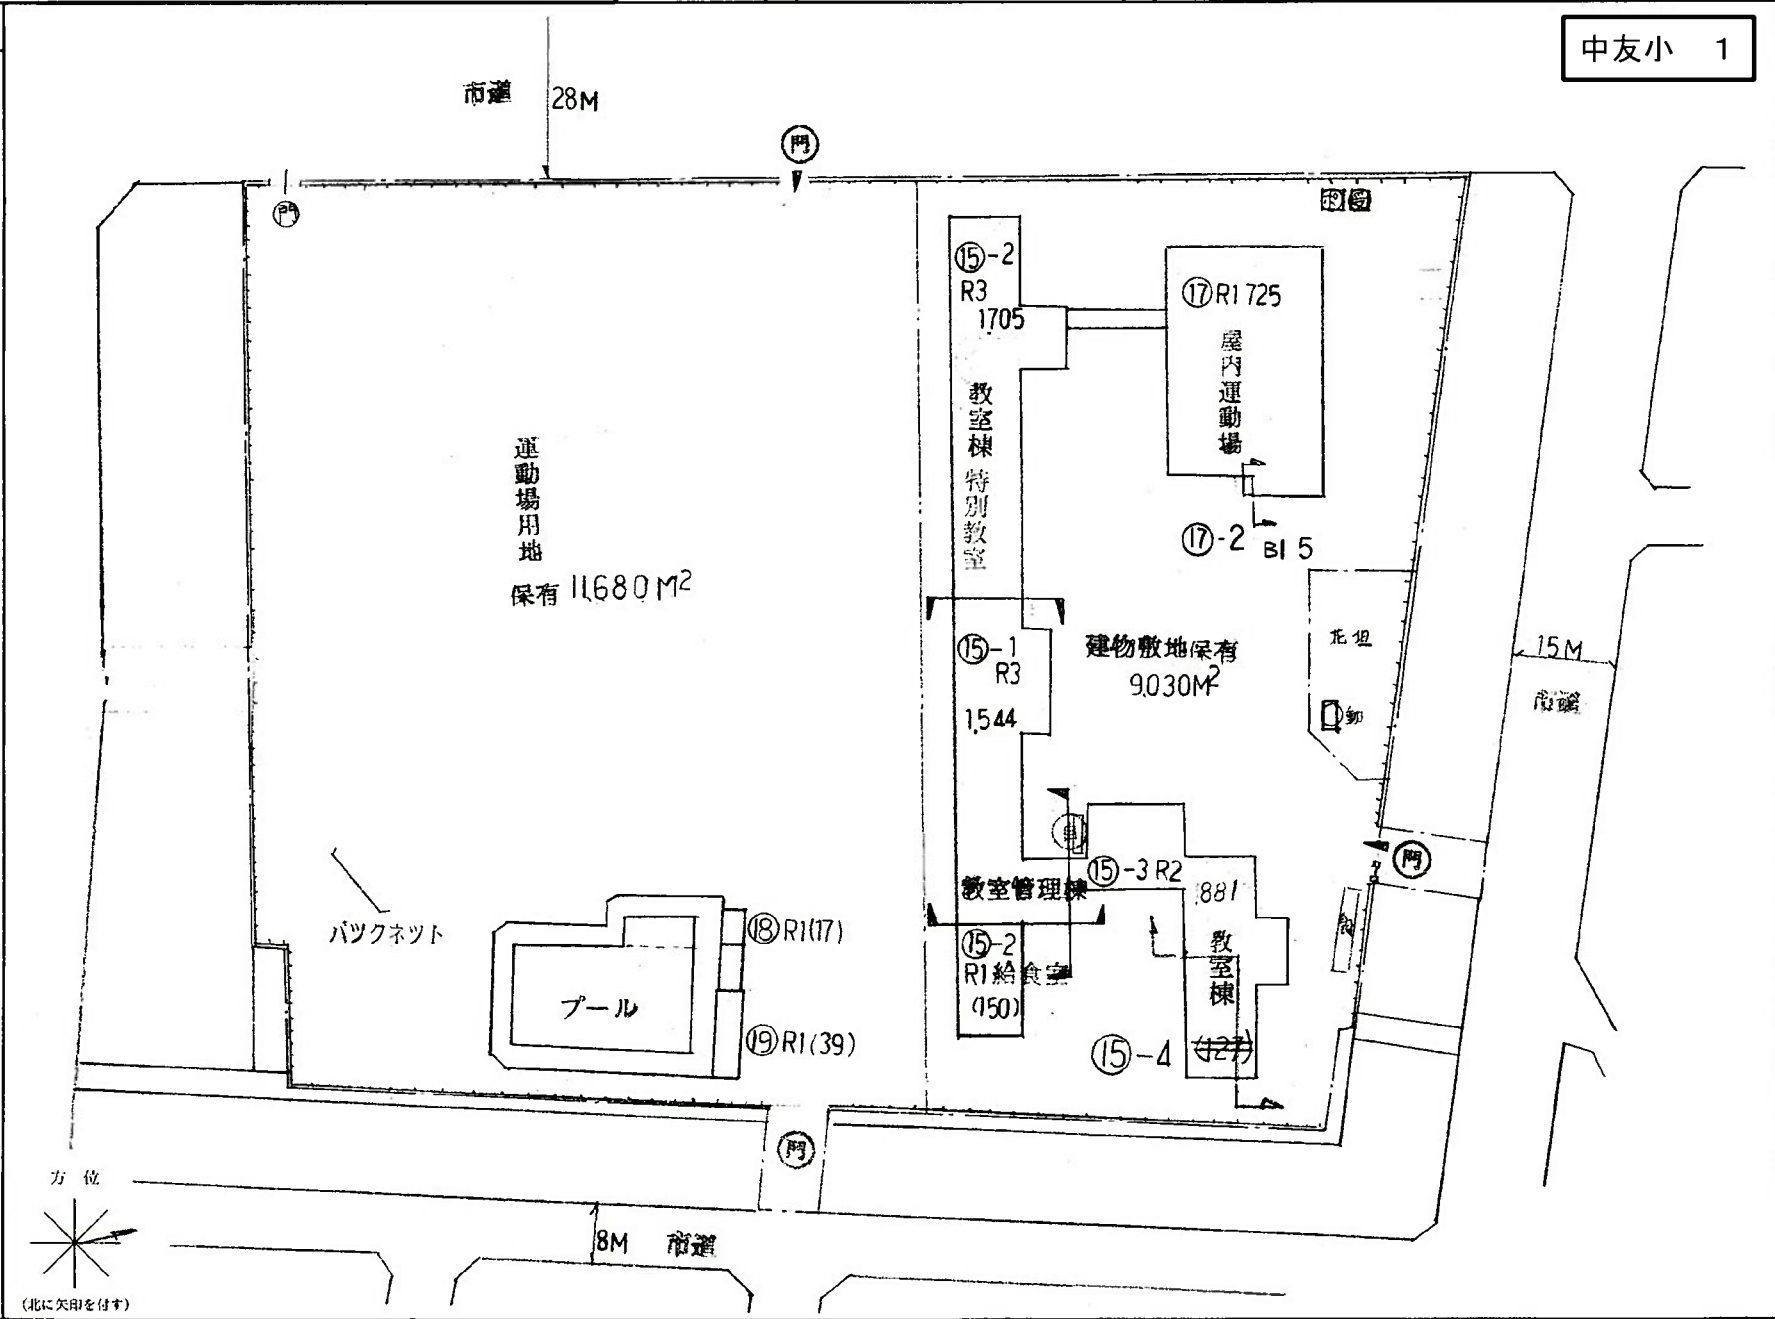 中友小 1
市道 28M
門
門
ポ 受
⑮-2
R3
1705
⑰R1 725
屋内運動場
教室棟 特別教室
運動場用地
保有 11,680M²
⑰-2 B1 5
⑮-1
R3
1,544
建物敷地保有
9,030M²
花坦
15M
市道
⑮-3 R2
門
教室管理棟
881
教室棟
バックネット
⑱R1(17)
⑮-2
R1給食室
(150)
プール
⑲R1(39)
⑮-4 (127)
門
方位
8M 市道
(北に矢印を付す)